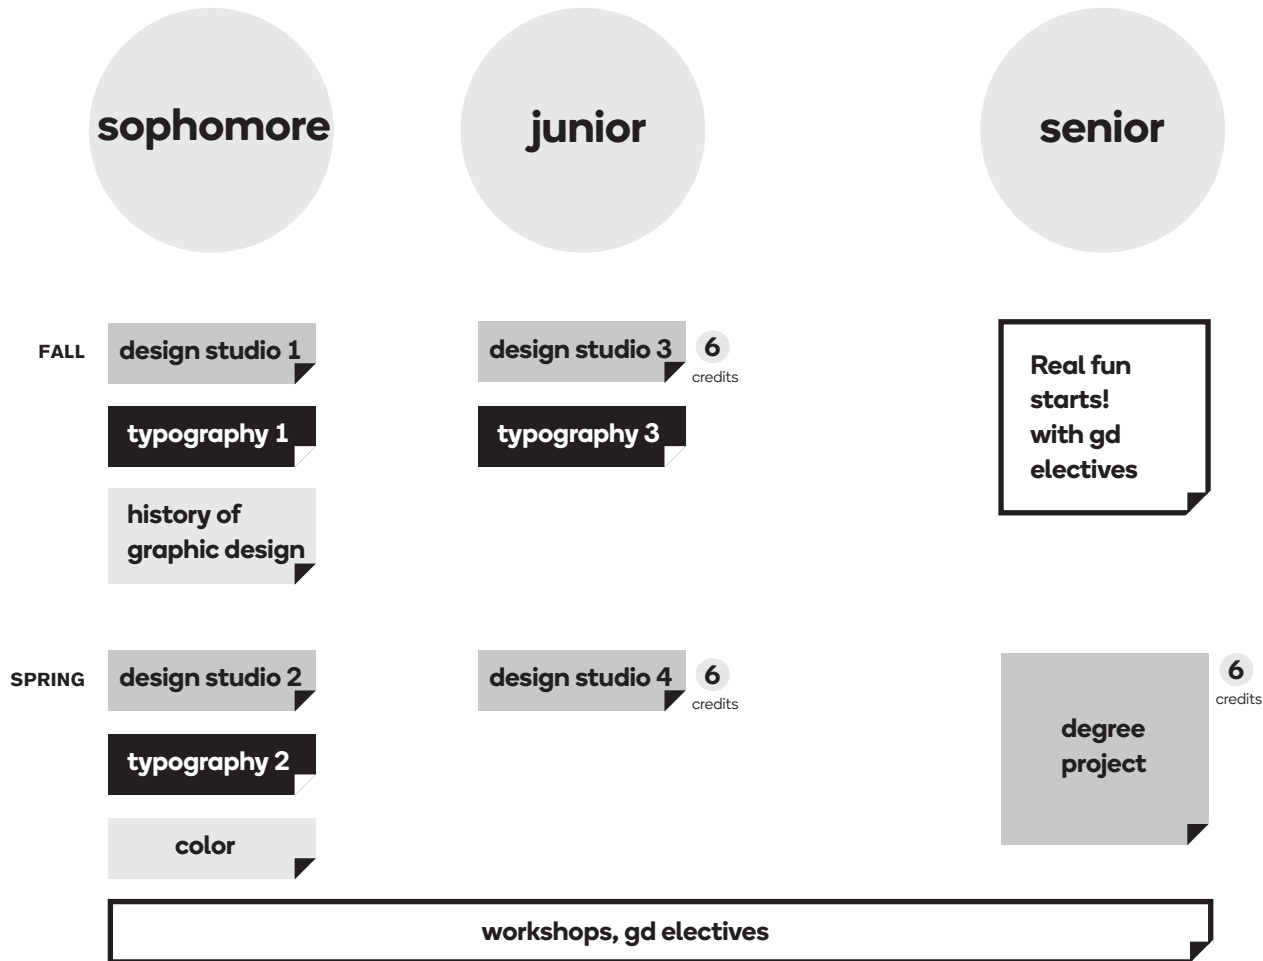 sophomore
junior
senior
FALL
design studio 1
design studio 3
6
credits
typography 1
typography 3
Real fun
starts!
with gd
electives
history of
graphic design
SPRING
design studio 2
design studio 4
6
credits
6
credits
typography 2
degree
project
color
workshops, gd electives